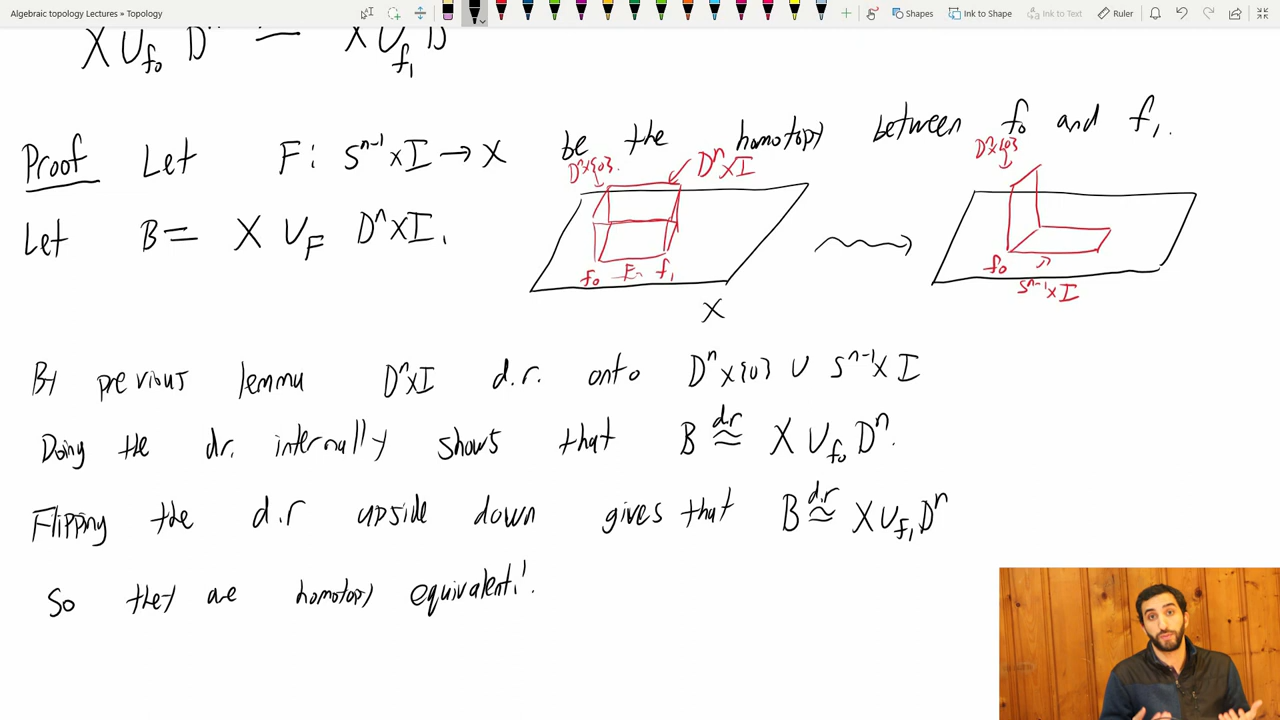 Algebraic topology Lectures » Topology
Shapes
Ink to Shape
Ink to Text
Ruler
X ∪_{f₀} Dⁿ X ∪_{f₁} D
Proof Let F: Sⁿ⁻¹×I → X be the homotopy between f₀ and f₁.
Let B = X ∪_F Dⁿ×I,
Dⁿ×{0}
Dⁿ×I
f₀ F f₁
X
Dⁿ×{0}
f₀
Sⁿ⁻¹×I
By previous lemma Dⁿ×I d.r. onto Dⁿ×{0} ∪ Sⁿ⁻¹×I
Doing the d.r. internally shows that B ≈^{d.r} X ∪_{f₀} Dⁿ.
Flipping the d.r upside down gives that B ≈^{d.r} X ∪_{f₁} Dⁿ
So they are homotopy equivalent!.